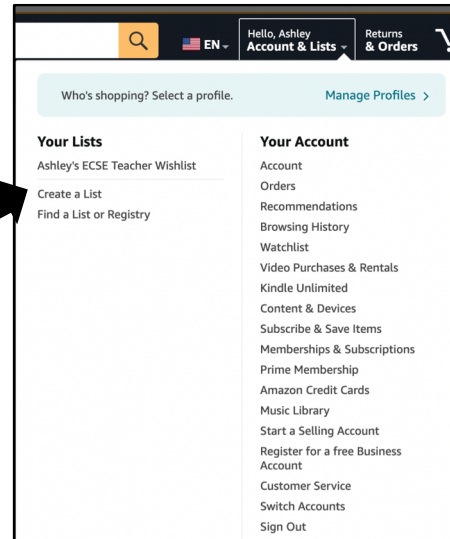 EN
Hello, Ashley
Account & Lists
Returns
& Orders
Who's shopping? Select a profile.
Manage Profiles >
Your Lists
Ashley's ECSE Teacher Wishlist
Create a List
Find a List or Registry
Your Account
Account
Orders
Recommendations
Browsing History
Watchlist
Video Purchases & Rentals
Kindle Unlimited
Content & Devices
Subscribe & Save Items
Memberships & Subscriptions
Prime Membership
Amazon Credit Cards
Music Library
Start a Selling Account
Register for a free Business
Account
Customer Service
Switch Accounts
Sign Out